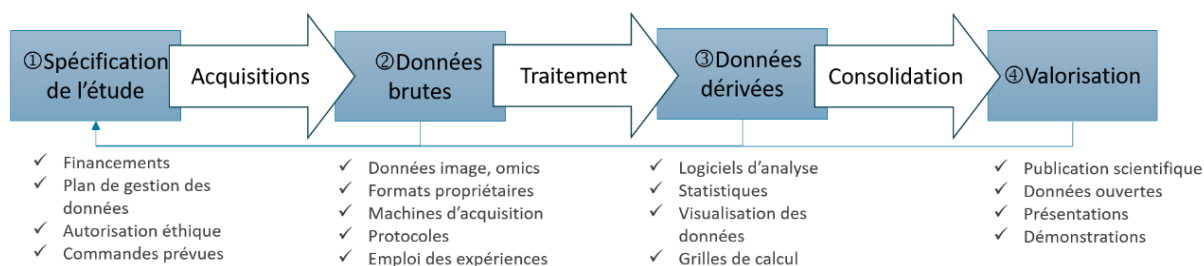 ①Spécification
de l'étude
Acquisitions
②Données
brutes
Traitement
③Données
dérivées
Consolidation
④Valorisation
✓ Financements
✓ Plan de gestion des
données
✓ Autorisation éthique
✓ Commandes prévues
✓ Données image, omics
✓ Formats propriétaires
✓ Machines d'acquisition
✓ Protocoles
✓ Emploi des expériences
✓ Logiciels d'analyse
✓ Statistiques
✓ Visualisation des
données
✓ Grilles de calcul
✓ Publication scientifique
✓ Données ouvertes
✓ Présentations
✓ Démonstrations